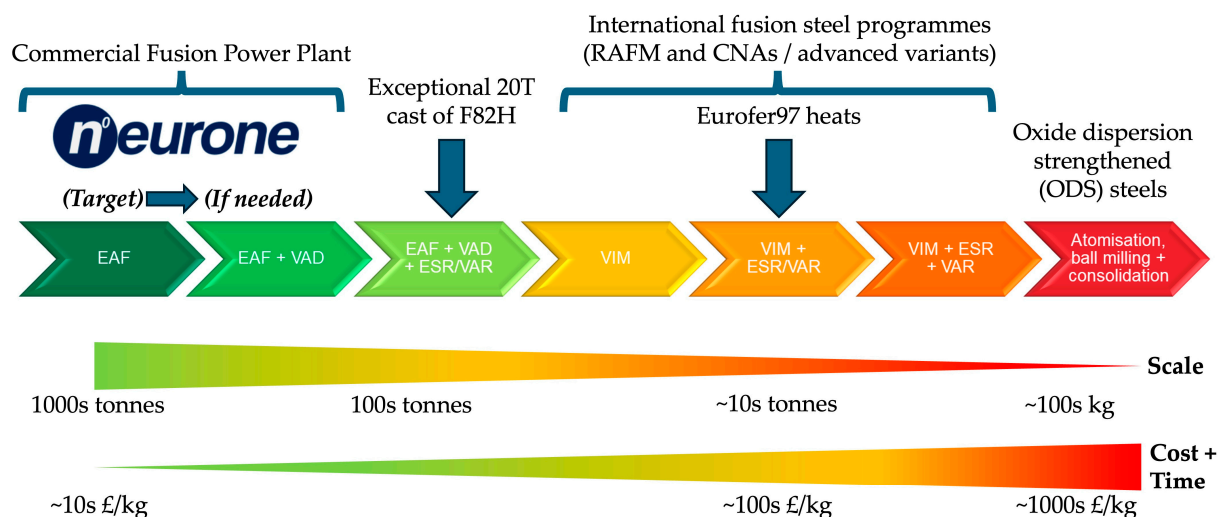 Commercial Fusion Power Plant
International fusion steel programmes
(RAFM and CNAs / advanced variants)
Exceptional 20T
cast of F82H
Eurofer97 heats
Oxide dispersion
strengthened
(ODS) steels
n⁰eurone
(Target)
(If needed)
EAF
EAF + VAD
EAF + VAD
+ ESR/VAR
VIM
VIM +
ESR/VAR
VIM + ESR
+ VAR
Atomisation,
ball milling +
consolidation
Scale
1000s tonnes
100s tonnes
~10s tonnes
~100s kg
Cost +
Time
~10s £/kg
~100s £/kg
~1000s £/kg